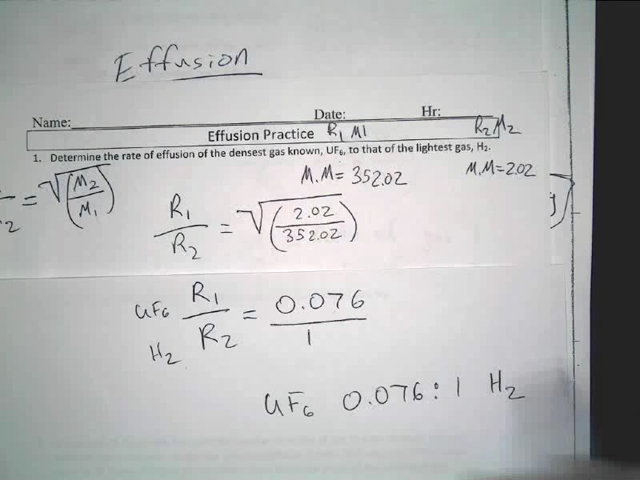 Effusion
Name: Date: Hr:
Effusion Practice R₁ M1 R₂ M₂
1. Determine the rate of effusion of the densest gas known, UF₆, to that of the lightest gas, H₂.
M.M= 352.02 M.M=2.02
₂ = √(M₂/M₁)
R₁/R₂ = √(2.02/352.02)
UF₆ R₁/H₂ R₂ = 0.076/1
UF₆ 0.076:1 H₂